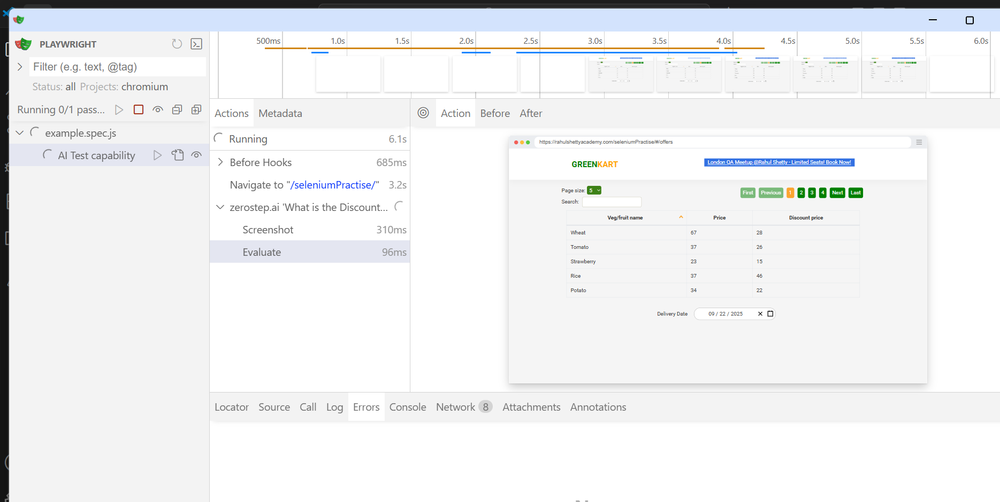 PLAYWRIGHT
Filter (e.g. text, @tag)
Status: all Projects: chromium
Running 0/1 pass...
example.spec.js
AI Test capability
500ms 1.0s 1.5s 2.0s 2.5s 3.0s 3.5s 4.0s 4.5s 5.0s 5.5s 6.0s
Actions Metadata
Running 6.1s
Before Hooks 685ms
Navigate to "/seleniumPractise/" 3.2s
zerostep.ai 'What is the Discount...
Screenshot 310ms
Evaluate 96ms
Action Before After
https://rahulshettyacademy.com/seleniumPractise/#/offers
GREENKART
London QA Meetup @Rahul Shetty - Limited Seats! Book Now!
Page size: 5
First Previous 1 2 3 4 Next Last
Search:
Veg/fruit name Price Discount price
Wheat 67 28
Tomato 37 26
Strawberry 23 15
Rice 37 46
Potato 34 22
Delivery Date 09 / 22 / 2025
Locator Source Call Log Errors Console Network 8 Attachments Annotations